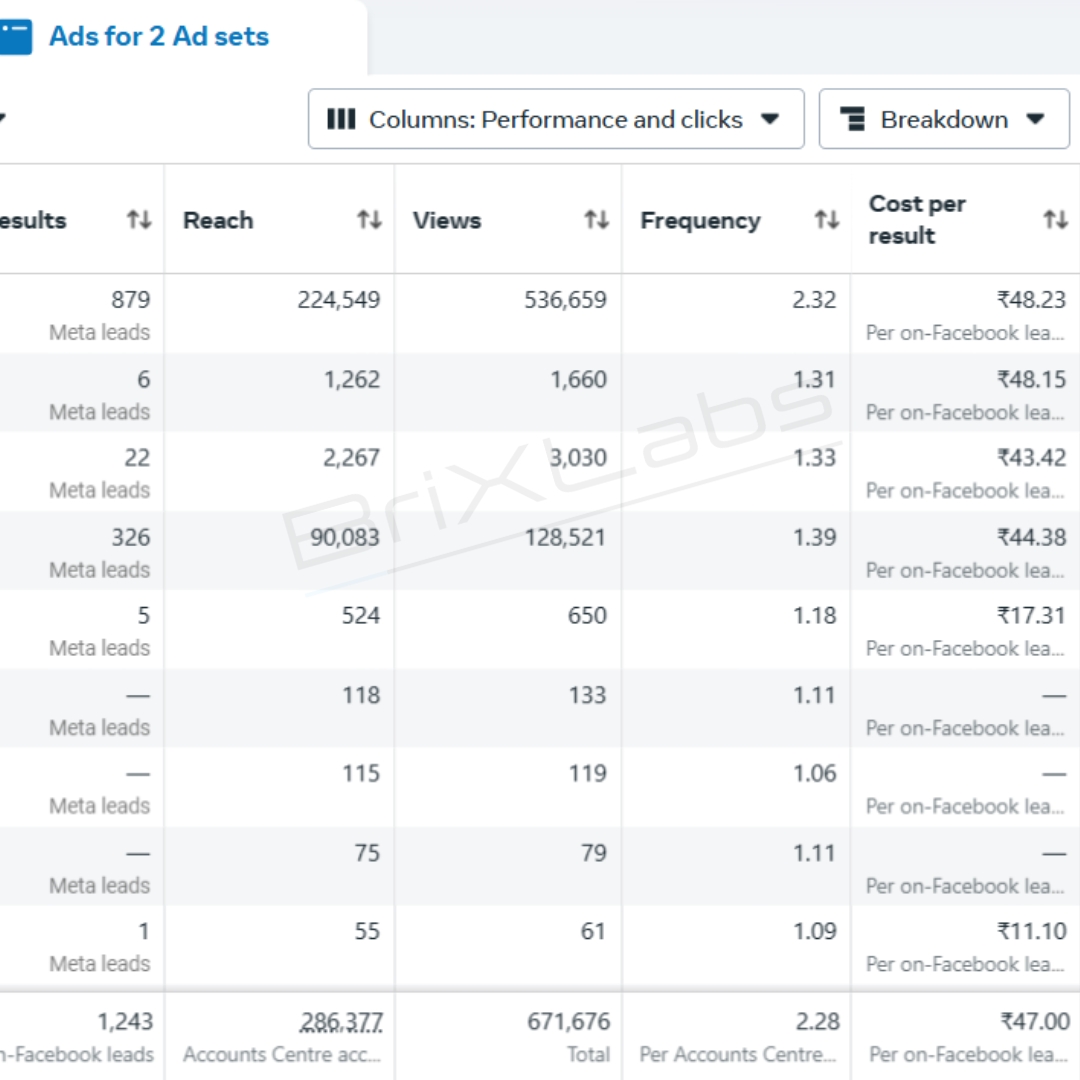 Ads for 2 Ad sets
Columns: Performance and clicks Breakdown
esults Reach Views Frequency Cost per result
879 224,549 536,659 2.32 ₹48.23
Meta leads Per on-Facebook lea...
6 1,262 1,660 1.31 ₹48.15
Meta leads Per on-Facebook lea...
22 2,267 3,030 1.33 ₹43.42
Meta leads Per on-Facebook lea...
326 90,083 128,521 1.39 ₹44.38
Meta leads Per on-Facebook lea...
5 524 650 1.18 ₹17.31
Meta leads Per on-Facebook lea...
— 118 133 1.11 —
Meta leads Per on-Facebook lea...
— 115 119 1.06 —
Meta leads Per on-Facebook lea...
— 75 79 1.11 —
Meta leads Per on-Facebook lea...
1 55 61 1.09 ₹11.10
Meta leads Per on-Facebook lea...
1,243 286,377 671,676 2.28 ₹47.00
n-Facebook leads Accounts Centre acc... Total Per Accounts Centre... Per on-Facebook lea...
BriXLabs